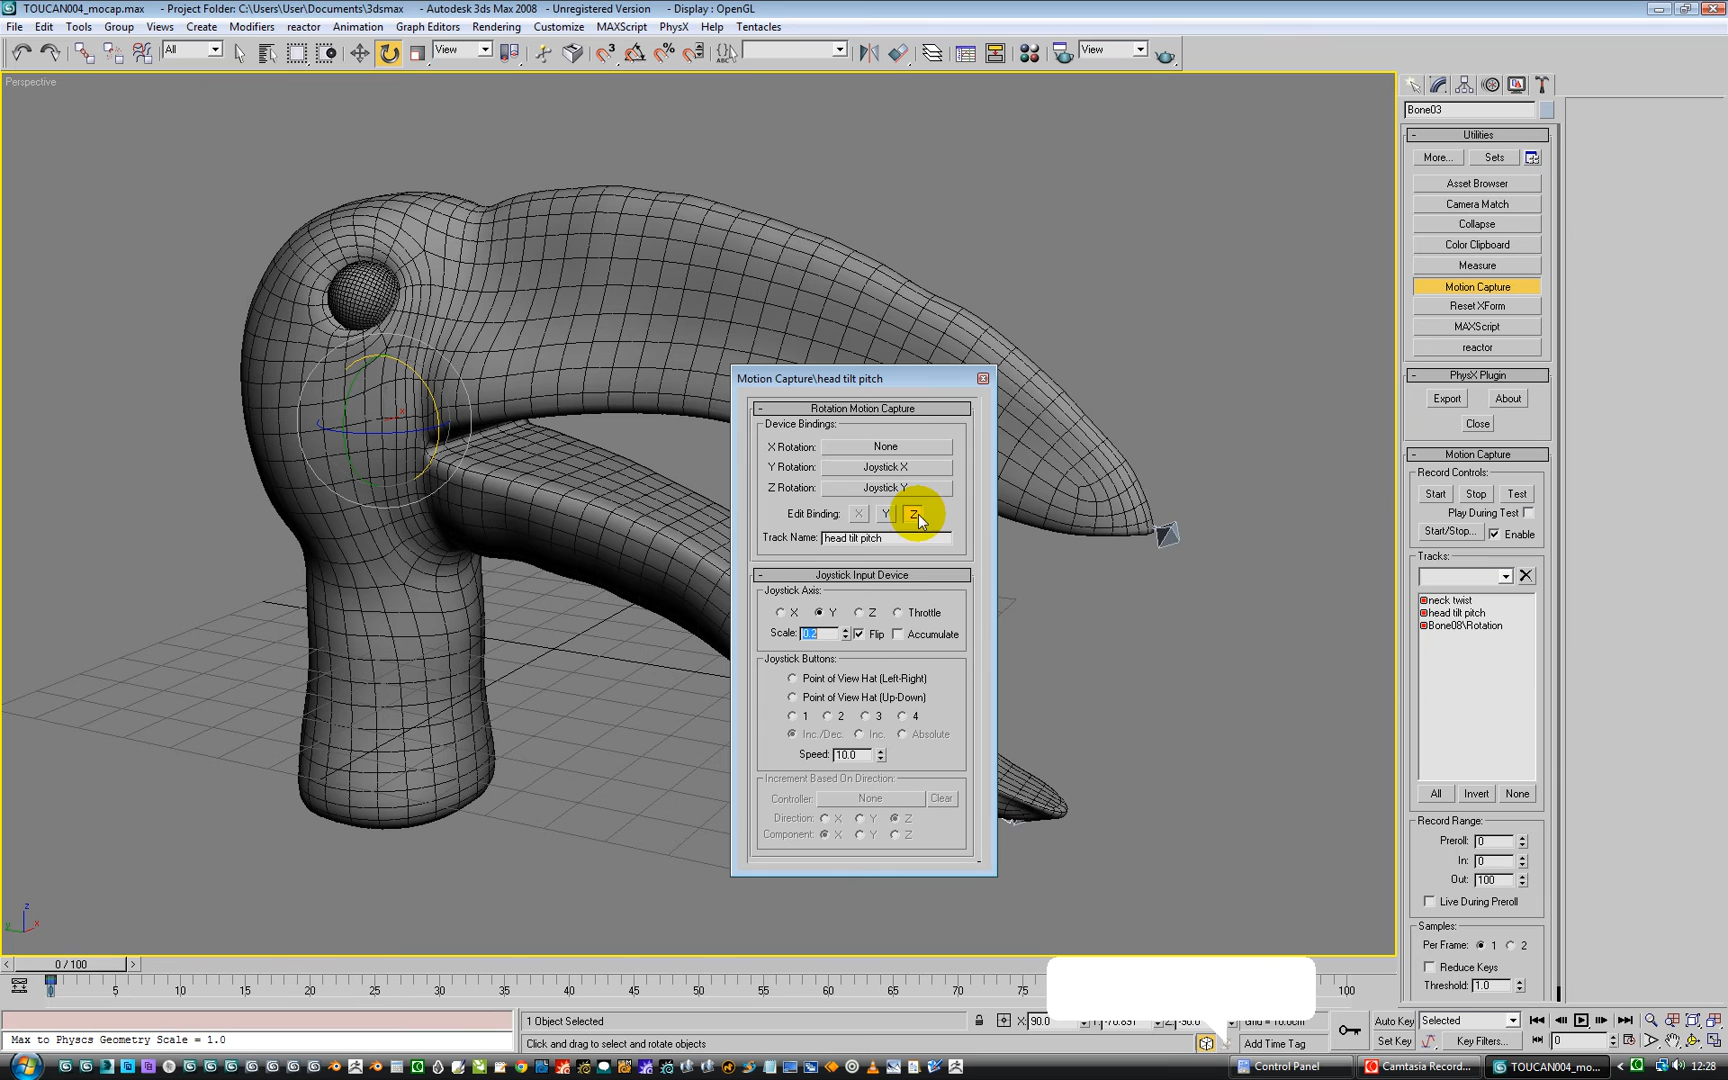 TOUCAN004_mocap.max - Project Folder: C:\Users\User\Documents\3dsmax - Autodesk 3ds Max 2008 - Unregistered Version - Display : OpenGL
File Edit Tools Group Views Create Modifiers reactor Animation Graph Editors Rendering Customize MAXScript PhysX Help Tentacles
All View View
Perspective
Bone03
Utilities
More... Sets
Asset Browser
Camera Match
Collapse
Color Clipboard
Measure
Motion Capture
Reset XForm
MAXScript
reactor
PhysX Plugin
Export About
Close
Motion Capture
Record Controls:
Start Stop Test
Play During Test
Start/Stop... Enable
Tracks:
neck twist
head tilt pitch
Bone08\Rotation
All Invert None
Record Range:
Preroll: 0
In: 0
Out: 100
Live During Preroll
Samples:
Per Frame: 1 2
Reduce Keys
Threshold: 1.0
Motion Capture\head tilt pitch
Rotation Motion Capture
Device Bindings:
X Rotation: None
Y Rotation: Joystick X
Z Rotation: Joystick Y
Edit Binding: X Y Z
Track Name: head tilt pitch
Joystick Input Device
Joystick Axis:
X Y Z Throttle
Scale: 0.2 Flip Accumulate
Joystick Buttons:
Point of View Hat (Left-Right)
Point of View Hat (Up-Down)
1 2 3 4
Inc./Dec. Inc. Absolute
Speed: 10.0
Increment Based On Direction:
Controller: None Clear
Direction: X Y Z
Component: X Y Z
z
y x
0 / 100
0 5 10 15 20 25 30 35 40 45 50 55 60 65 70 75 100
1 Object Selected X: 90.0 Auto Key Selected
Max to Physcs Geometry Scale = 1.0 Click and drag to select and rotate objects Add Time Tag Set Key Key Filters... 0
Control Panel Camtasia Record... TOUCAN004_mo... 12:28